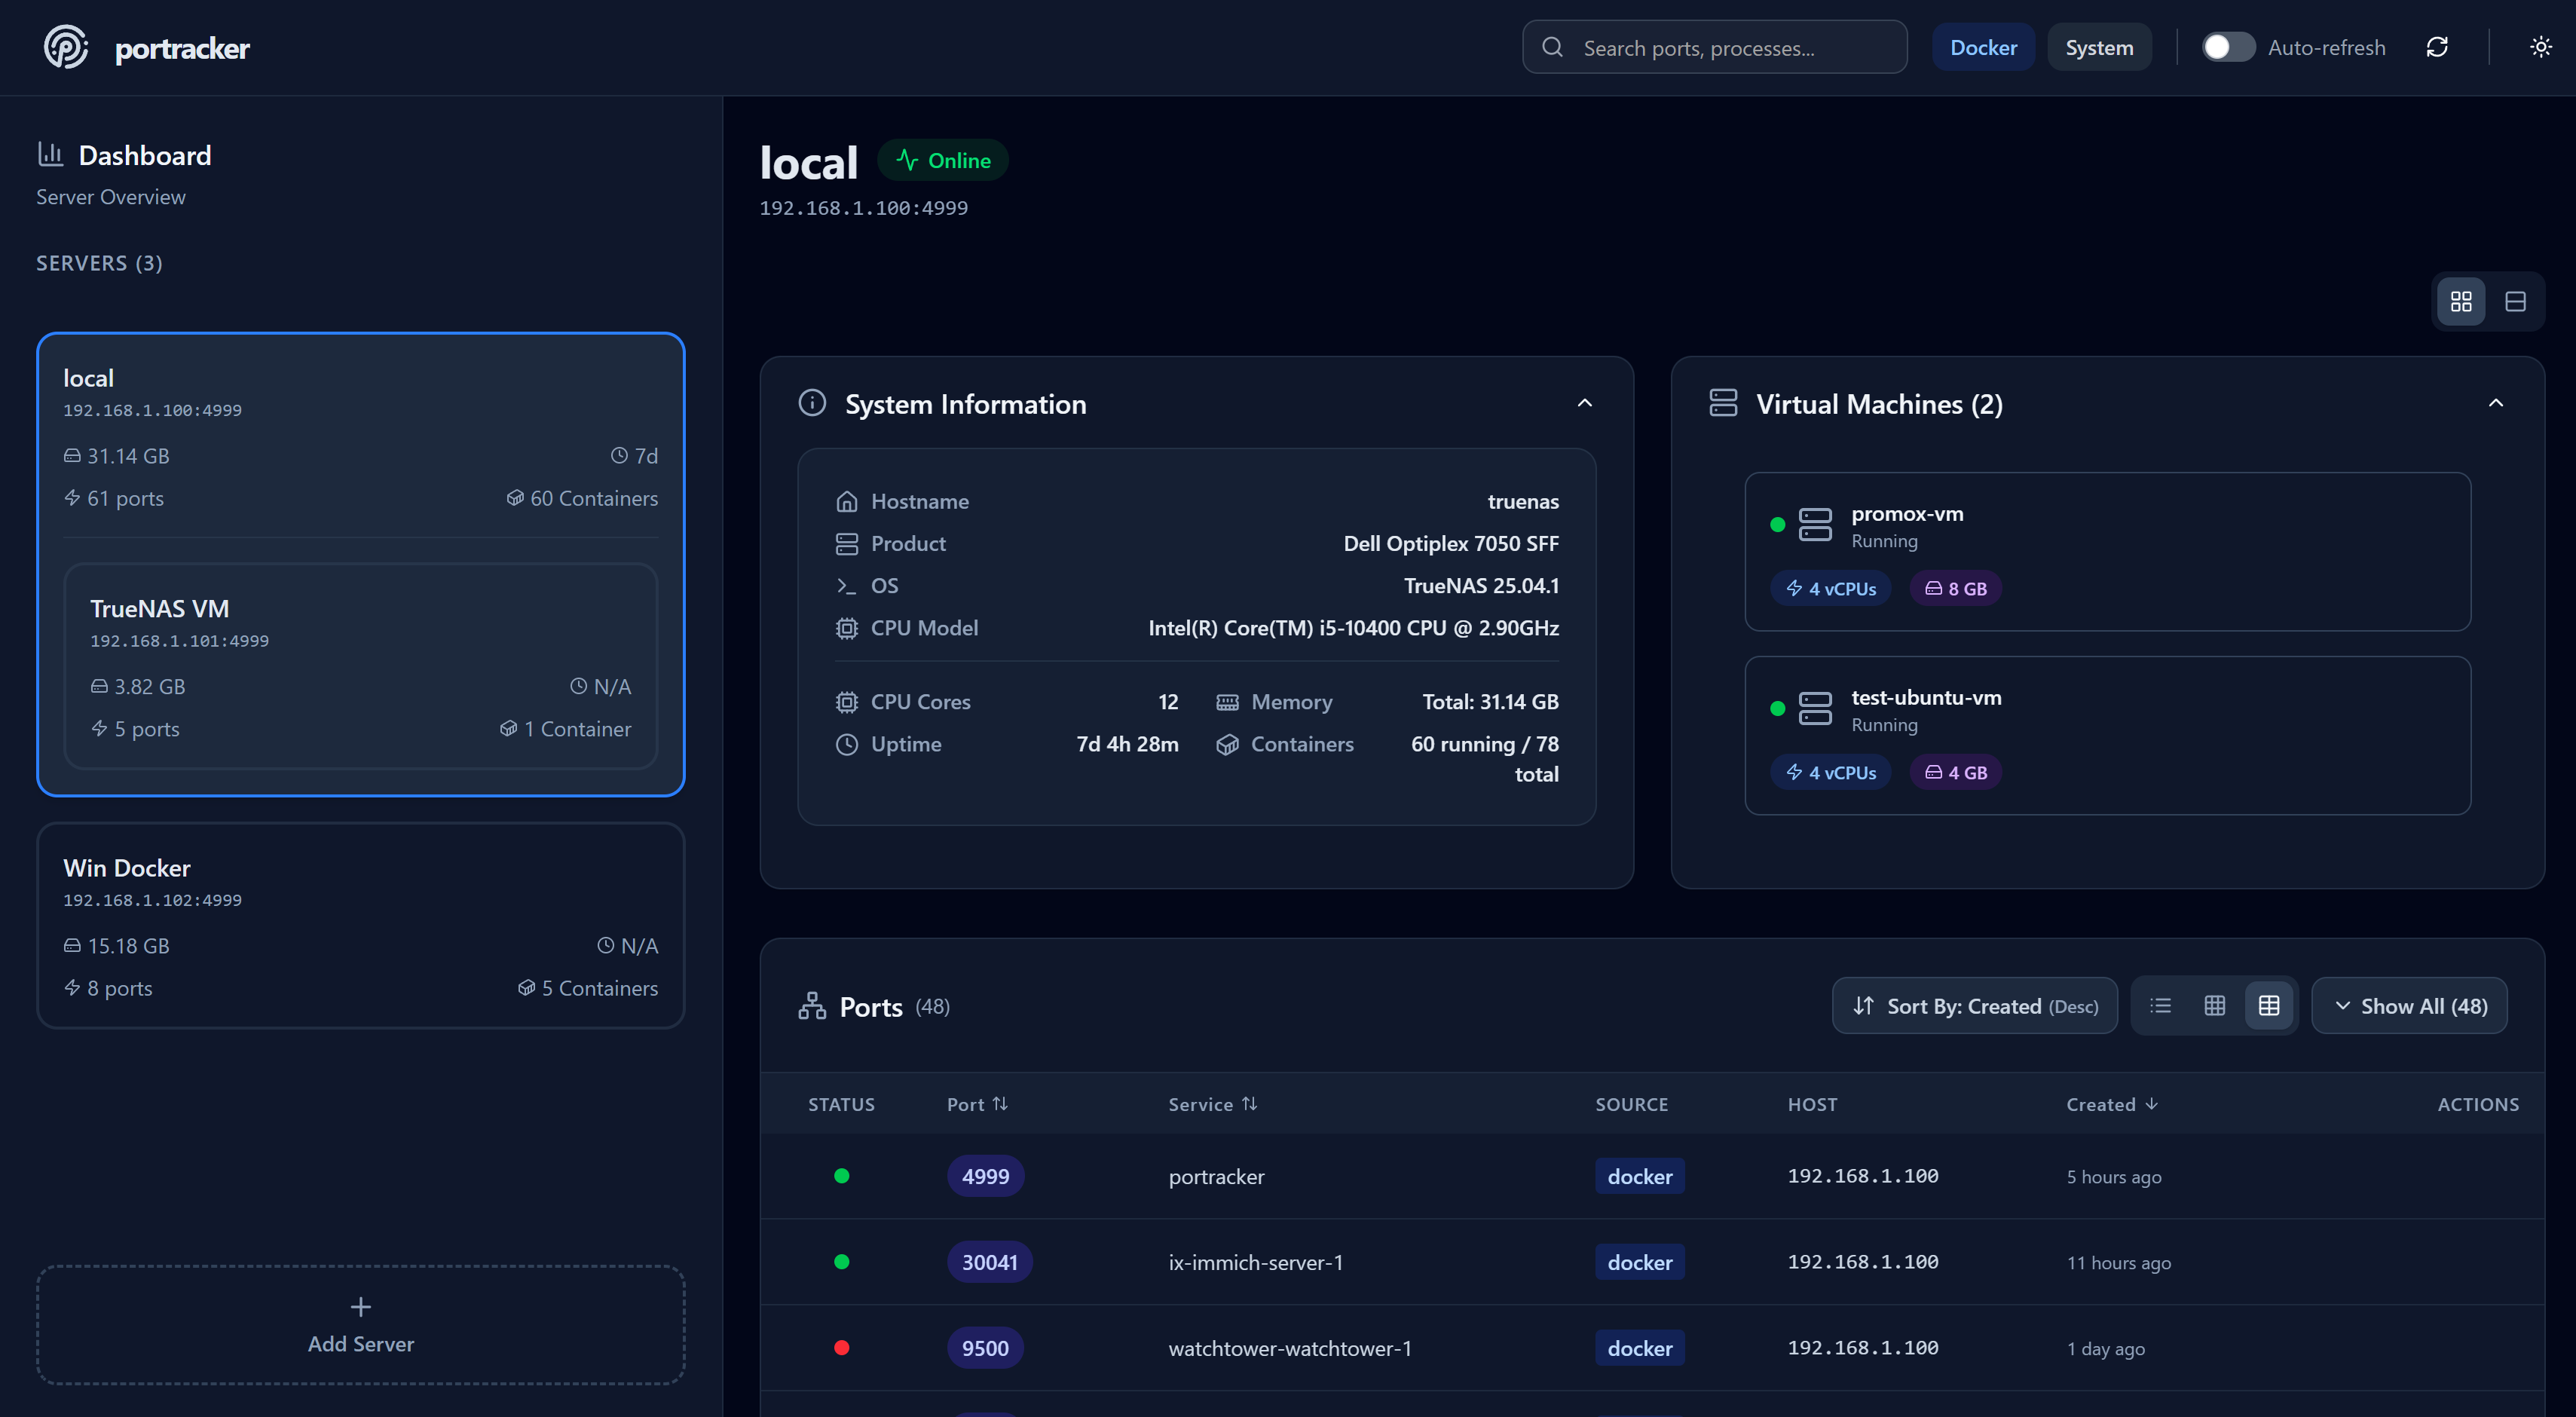 portracker
Search ports, processes...
Docker
System
Auto-refresh
Dashboard
Server Overview
SERVERS (3)
local
192.168.1.100:4999
31.14 GB
7d
61 ports
60 Containers
TrueNAS VM
192.168.1.101:4999
3.82 GB
N/A
5 ports
1 Container
Win Docker
192.168.1.102:4999
15.18 GB
N/A
8 ports
5 Containers
Add Server
local
Online
192.168.1.100:4999
System Information
Hostname truenas
Product Dell Optiplex 7050 SFF
OS TrueNAS 25.04.1
CPU Model Intel(R) Core(TM) i5-10400 CPU @ 2.90GHz
CPU Cores 12 Memory Total: 31.14 GB
Uptime 7d 4h 28m Containers 60 running / 78
total
Virtual Machines (2)
promox-vm
Running
4 vCPUs 8 GB
test-ubuntu-vm
Running
4 vCPUs 4 GB
Ports (48)
Sort By: Created (Desc)
Show All (48)
STATUS Port Service SOURCE HOST Created ACTIONS
4999 portracker docker 192.168.1.100 5 hours ago
30041 ix-immich-server-1 docker 192.168.1.100 11 hours ago
9500 watchtower-watchtower-1 docker 192.168.1.100 1 day ago